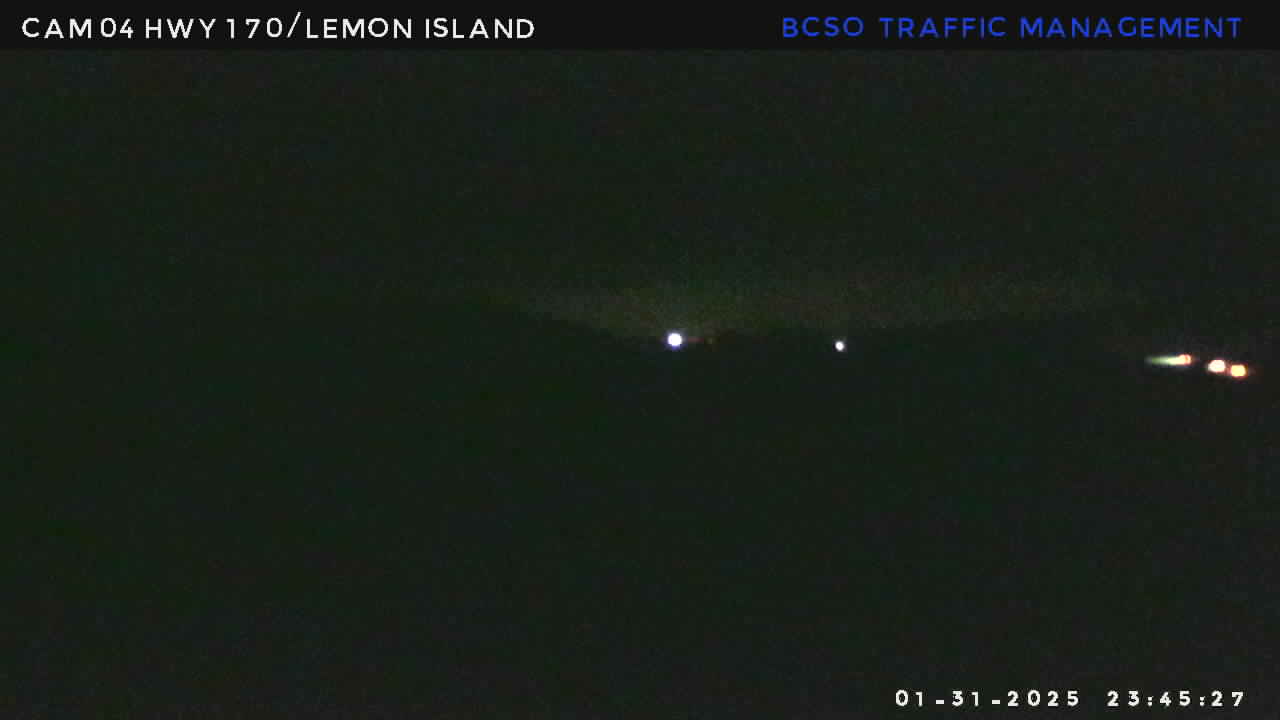 CAM04 HWY 170/LEMON ISLAND
BCSO TRAFFIC MANAGEMENT
01-31-2025 23:45:27